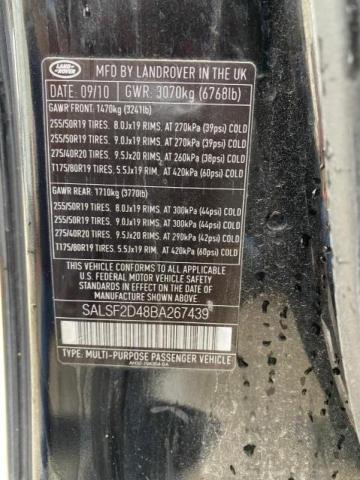 LAND
ROVER
MFD BY LANDROVER IN THE UK
DATE: 09/10 GWR: 3070kg (6768lb)
GAWR FRONT: 1470kg (3241lb)
255/50R19 TIRES, 8.0Jx19 RIMS, AT 270kPa (39psi) COLD
255/50R19 TIRES, 9.0Jx19 RIMS, AT 270kPa (39psi) COLD
275/40R20 TIRES, 9.5Jx20 RIMS, AT 260kPa (38psi) COLD
T175/80R19 TIRES, 5.5Jx19 RIM, AT 420kPa (60psi) COLD
GAWR REAR: 1710kg (3770lb)
255/50R19 TIRES, 8.0Jx19 RIMS, AT 300kPa (44psi) COLD
255/50R19 TIRES, 9.0Jx19 RIMS, AT 300kPa (44psi) COLD
275/40R20 TIRES, 9.5Jx20 RIMS, AT 290kPa (42psi) COLD
T175/80R19 TIRES, 5.5Jx19 RIM, AT 420kPa (60psi) COLD
THIS VEHICLE CONFORMS TO ALL APPLICABLE
U.S. FEDERAL MOTOR VEHICLE SAFETY
STANDARDS IN EFFECT ON THE DATE
OF MANUFACTURE SHOWN ABOVE
SALSF2D48BA267439
TYPE: MULTI-PURPOSE PASSENGER VEHICLE